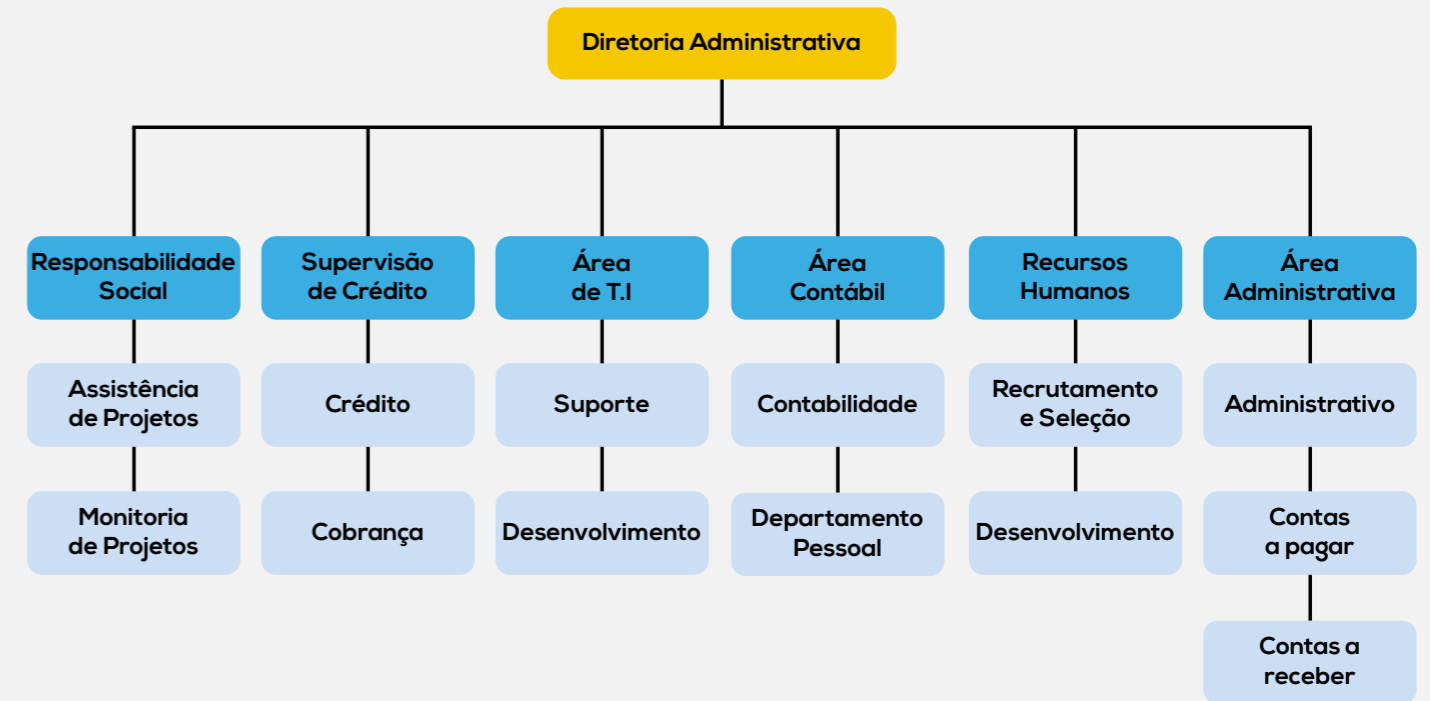 Diretoria Administrativa
Responsabilidade
Social
Supervisão
de Crédito
Área
de T.I
Área
Contábil
Recursos
Humanos
Área
Administrativa
Assistência
de Projetos
Crédito
Suporte
Contabilidade
Recrutamento
e Seleção
Administrativo
Monitoria
de Projetos
Cobrança
Desenvolvimento
Departamento
Pessoal
Desenvolvimento
Contas
a pagar
Contas a
receber